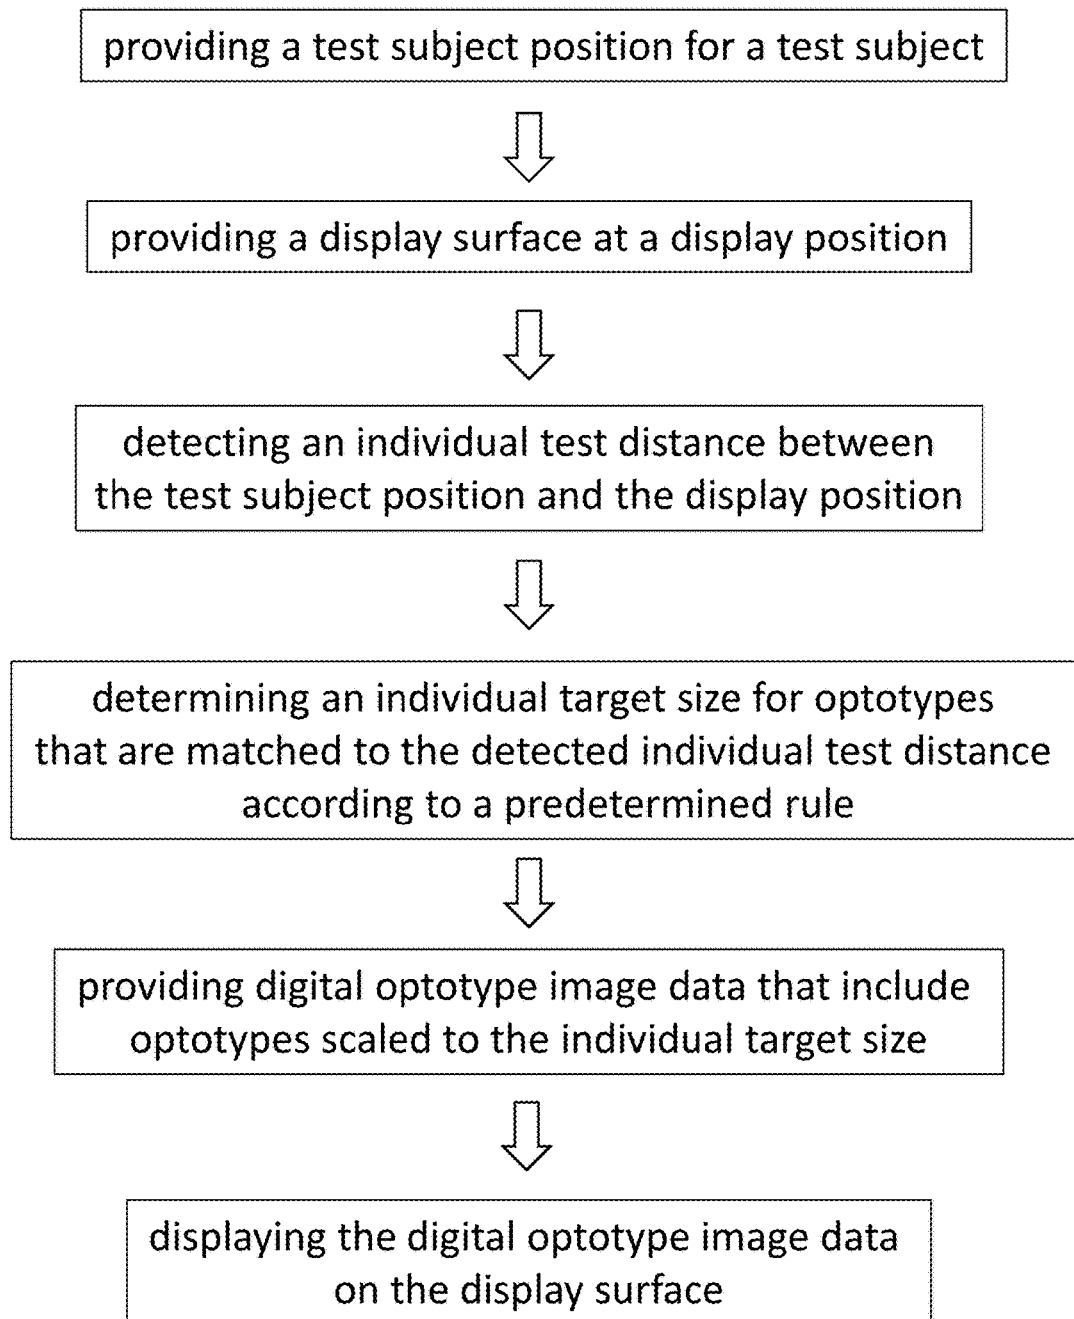 providing a test subject position for a test subject
providing a display surface at a display position
detecting an individual test distance between
the test subject position and the display position
determining an individual target size for optotypes
that are matched to the detected individual test distance
according to a predetermined rule
providing digital optotype image data that include
optotypes scaled to the individual target size
displaying the digital optotype image data
on the display surface